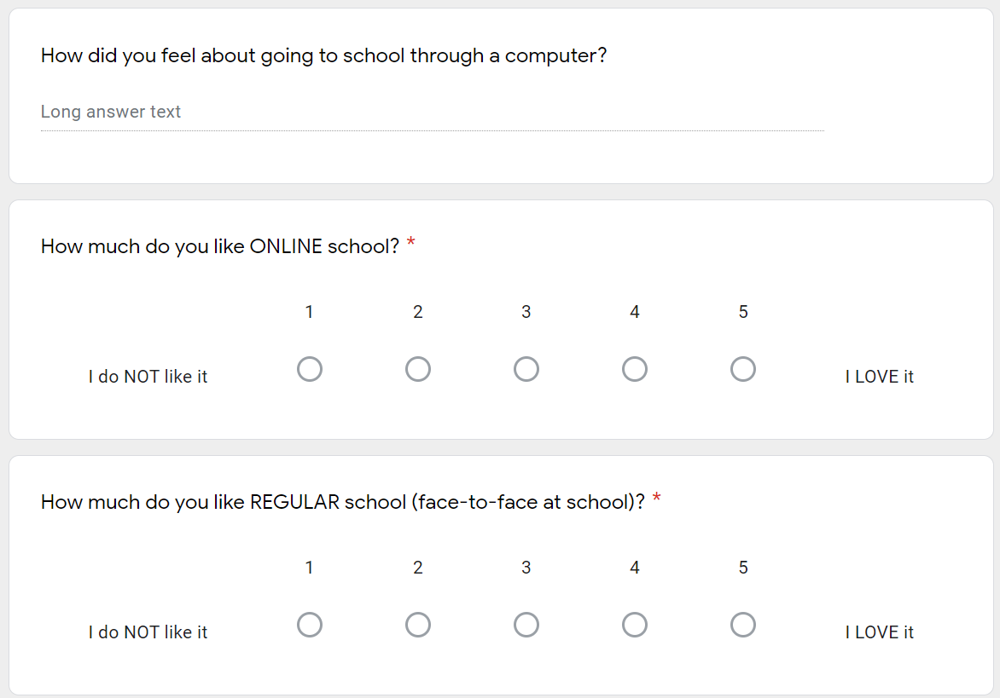 How did you feel about going to school through a computer?
Long answer text
How much do you like ONLINE school? *
1 2 3 4 5
I do NOT like it I LOVE it
How much do you like REGULAR school (face-to-face at school)? *
1 2 3 4 5
I do NOT like it I LOVE it